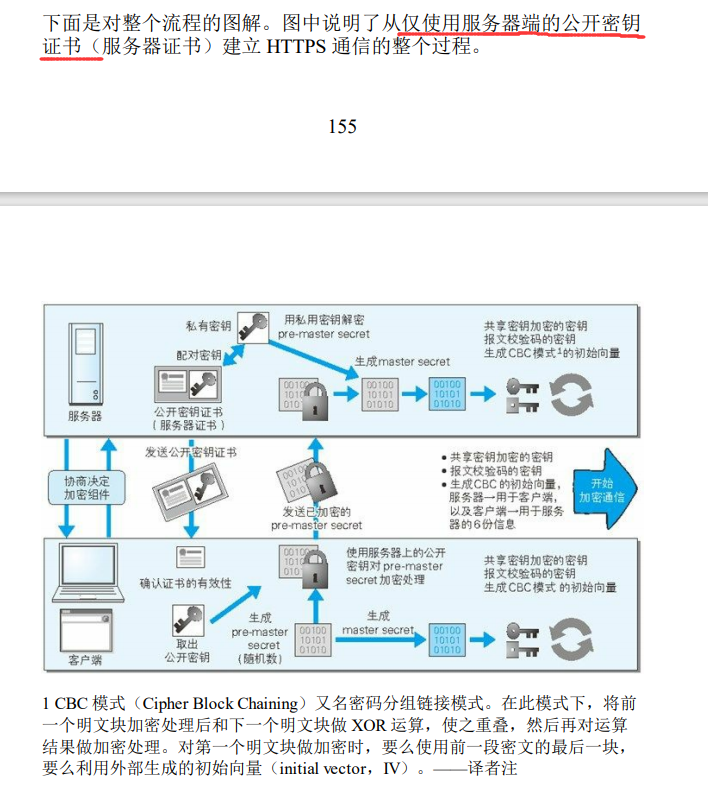 下面是对整个流程的图解。图中说明了从仅使用服务器端的公开密钥
证书（服务器证书）建立 HTTPS 通信的整个过程。
155
私有密钥
用私用密钥解密
pre-master secret
共享密钥加密的密钥
报文校验码的密钥
生成CBC模式¹的初始向量
配对密钥
生成master secret
服务器
公开密钥证书
（服务器证书）
00100
10101
01010
00100
10101
01010
协商决定
加密组件
发送公开密钥证书
发送已加密的
pre-master secret
• 共享密钥加密的密钥
• 报文校验码的密钥
• 生成CBC的初始向量，
服务器→用于客户端，
以及客户端→用于服务
器的6份信息
开始
加密通信
客户端
确认证书的有效性
取出
公开密钥
使用服务器上的公开
密钥对pre-master
secret加密处理
生成
pre-master
secret
（随机数）
00100
10101
01010
生成
master secret
00100
10101
01010
共享密钥加密的密钥
报文校验码的密钥
生成CBC模式 的初始向量
1 CBC 模式（Cipher Block Chaining）又名密码分组链接模式。在此模式下，将前
一个明文块加密处理后和下一个明文块做 XOR 运算，使之重叠，然后再对运算
结果做加密处理。对第一个明文块做加密时，要么使用前一段密文的最后一块，
要么利用外部生成的初始向量（initial vector，IV）。——译者注